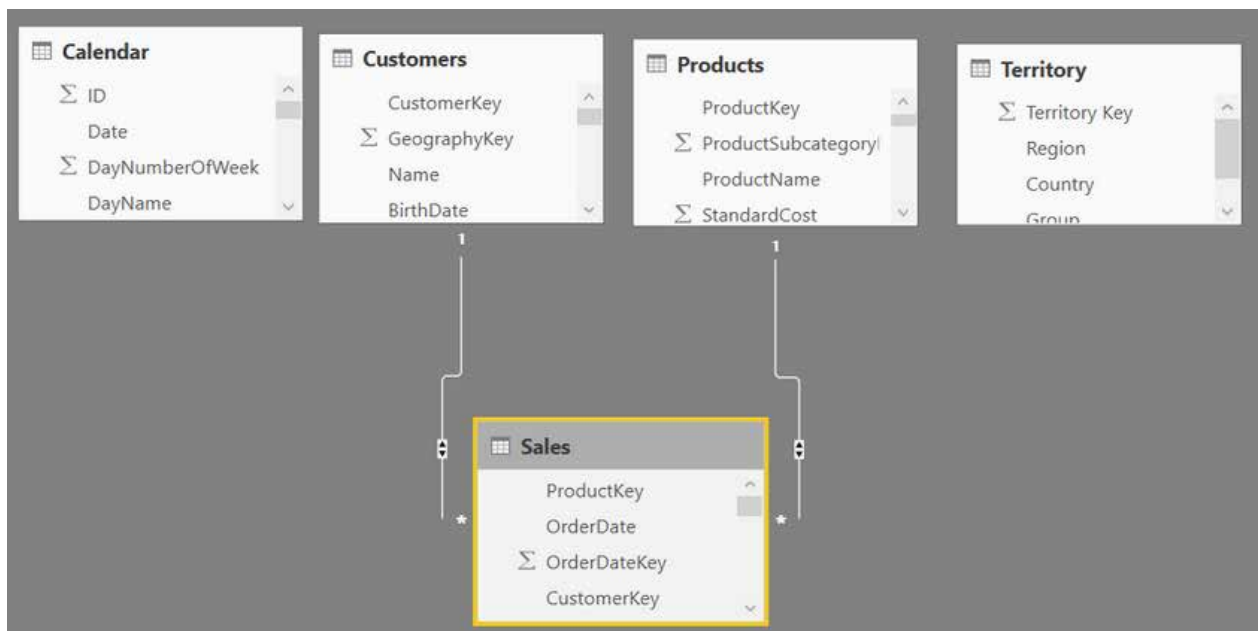 Calendar
Σ ID
Date
Σ DayNumberOfWeek
DayName
Customers
CustomerKey
Σ GeographyKey
Name
BirthDate
Products
ProductKey
Σ ProductSubcategory
ProductName
Σ StandardCost
Territory
Σ Territory Key
Region
Country
Group
1
1
Sales
ProductKey
OrderDate
Σ OrderDateKey
CustomerKey
*
*